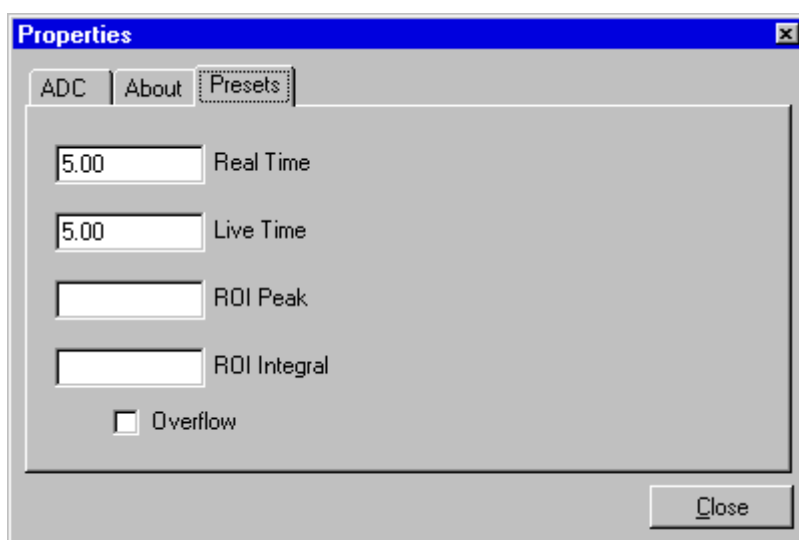 Properties
ADC About Presets
5.00 Real Time
5.00 Live Time
ROI Peak
ROI Integral
Overflow
Close